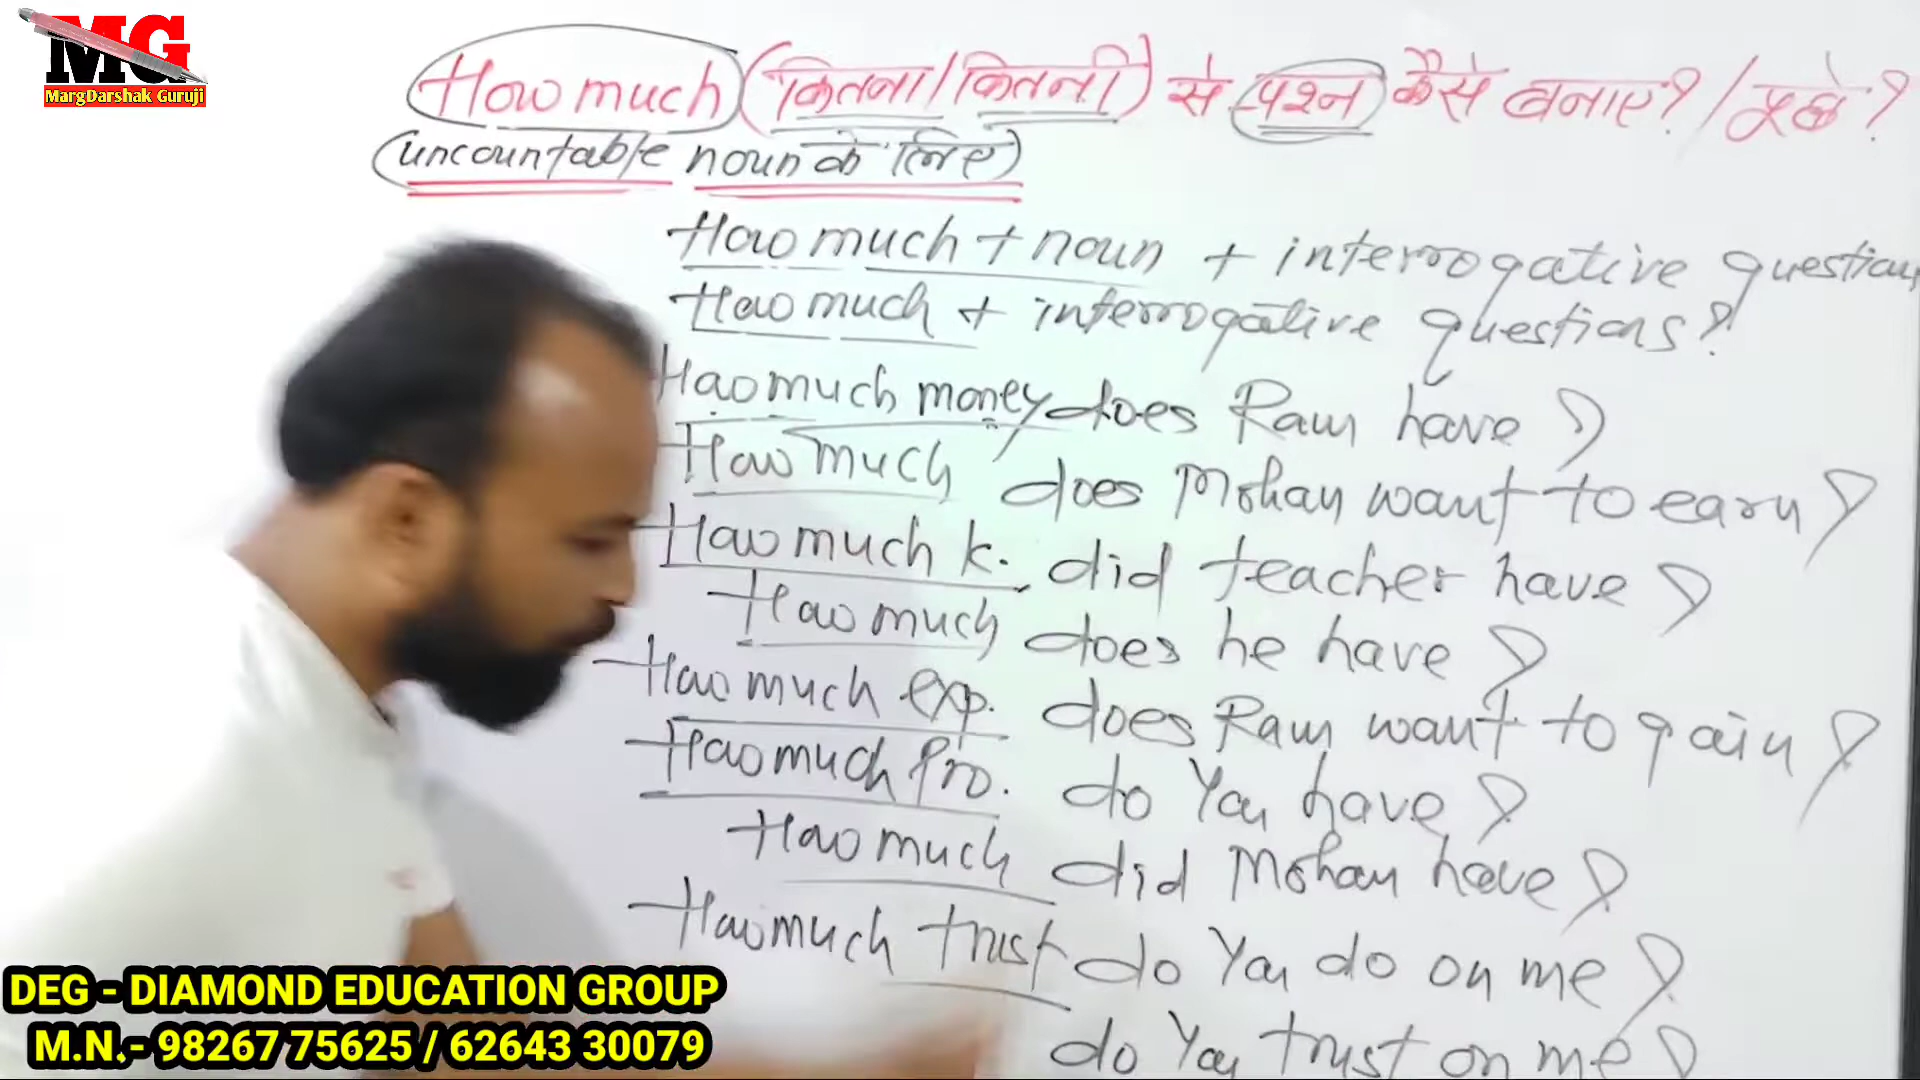 MG
MargDarshak Guruji
How much (कितना/कितनी) से प्रश्न कैसे बनाए? / पूछे?
(uncountable noun के लिए)
How much + noun + interrogative question
How much + interrogative questions?
How much money does Ram have?
How much does Mohan want to earn?
How much k. did teacher have?
How much does he have?
How much exp. does Ram want to gain?
How much Pro. do You have?
How much did Mohan have?
How much trust do You do on me?
do You trust on me?
DEG - DIAMOND EDUCATION GROUP
M.N.- 98267 75625 / 62643 30079